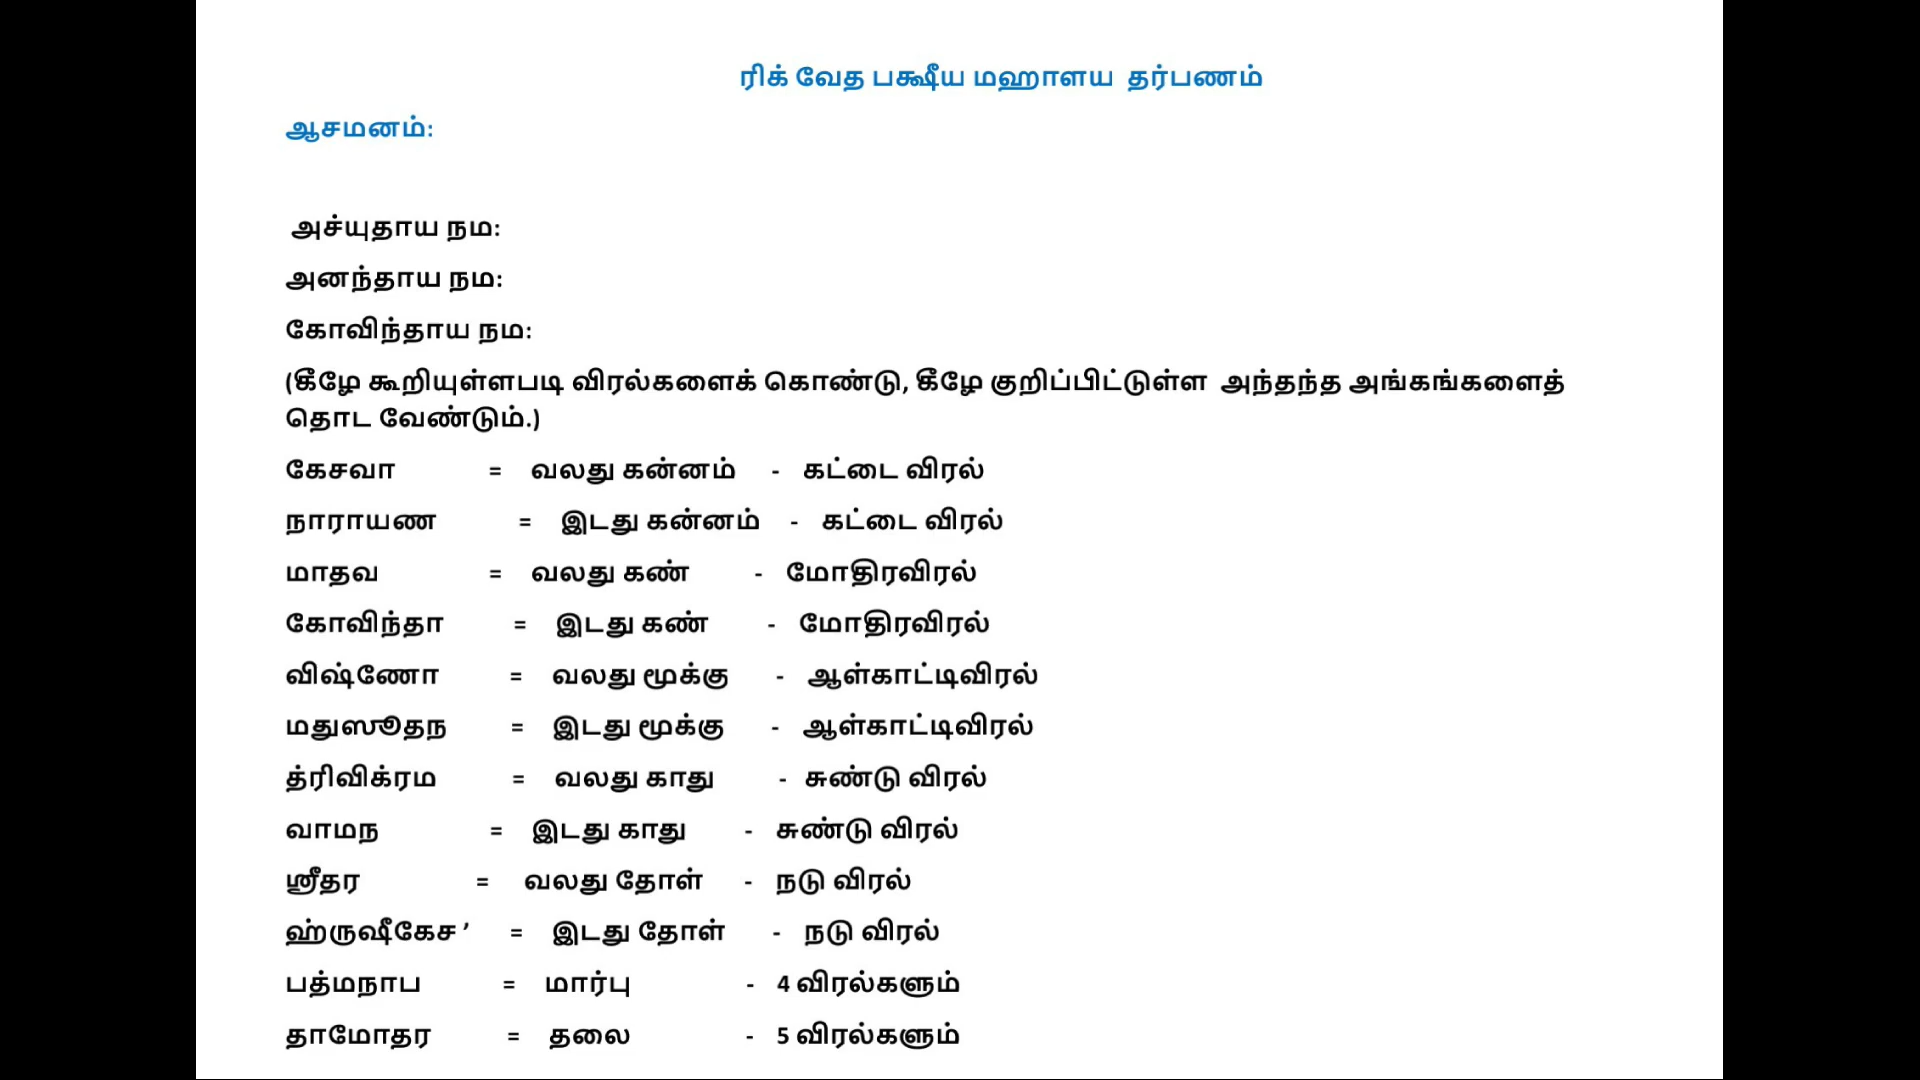 ரிக் வேத பக்ஷீய மஹாளய தர்பணம்
ஆசமனம்:
அச்யுதாய நம:
அனந்தாய நம:
கோவிந்தாய நம:
(கீழே கூறியுள்ளபடி விரல்களைக் கொண்டு, கீழே குறிப்பிட்டுள்ள அந்தந்த அங்கங்களைத்
தொட வேண்டும்.)
கேசவா = வலது கன்னம் - கட்டை விரல்
நாராயண = இடது கன்னம் - கட்டை விரல்
மாதவ = வலது கண் - மோதிரவிரல்
கோவிந்தா = இடது கண் - மோதிரவிரல்
விஷ்ணோ = வலது மூக்கு - ஆள்காட்டிவிரல்
மதுஸூதந = இடது மூக்கு - ஆள்காட்டிவிரல்
த்ரிவிக்ரம = வலது காது - சுண்டு விரல்
வாமந = இடது காது - சுண்டு விரல்
ஸ்ரீதர = வலது தோள் - நடு விரல்
ஹ்ருஷீகேச ’ = இடது தோள் - நடு விரல்
பத்மநாப = மார்பு - 4 விரல்களும்
தாமோதர = தலை - 5 விரல்களும்